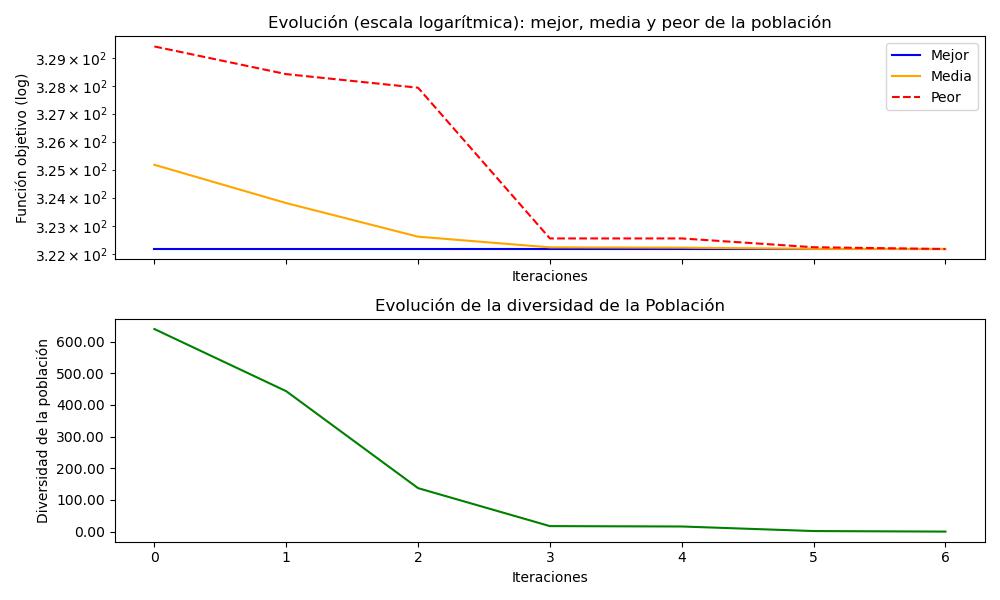 Evolución (escala logarítmica): mejor, media y peor de la población
Función objetivo (log)
3.29 × 10²
3.28 × 10²
3.27 × 10²
3.26 × 10²
3.25 × 10²
3.24 × 10²
3.23 × 10²
3.22 × 10²
Mejor
Media
Peor
Iteraciones
Evolución de la diversidad de la Población
Diversidad de la población
600.00
500.00
400.00
300.00
200.00
100.00
0.00
0 1 2 3 4 5 6
Iteraciones